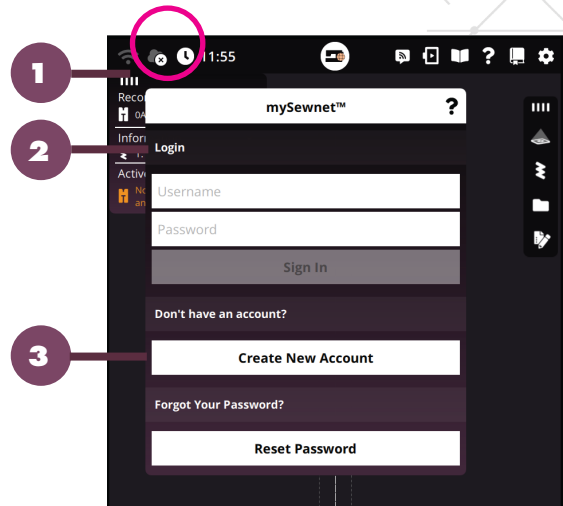 11:55
1
mySewnet™ ?
2
Login
Username
Password
Sign In
Don't have an account?
3
Create New Account
Forgot Your Password?
Reset Password